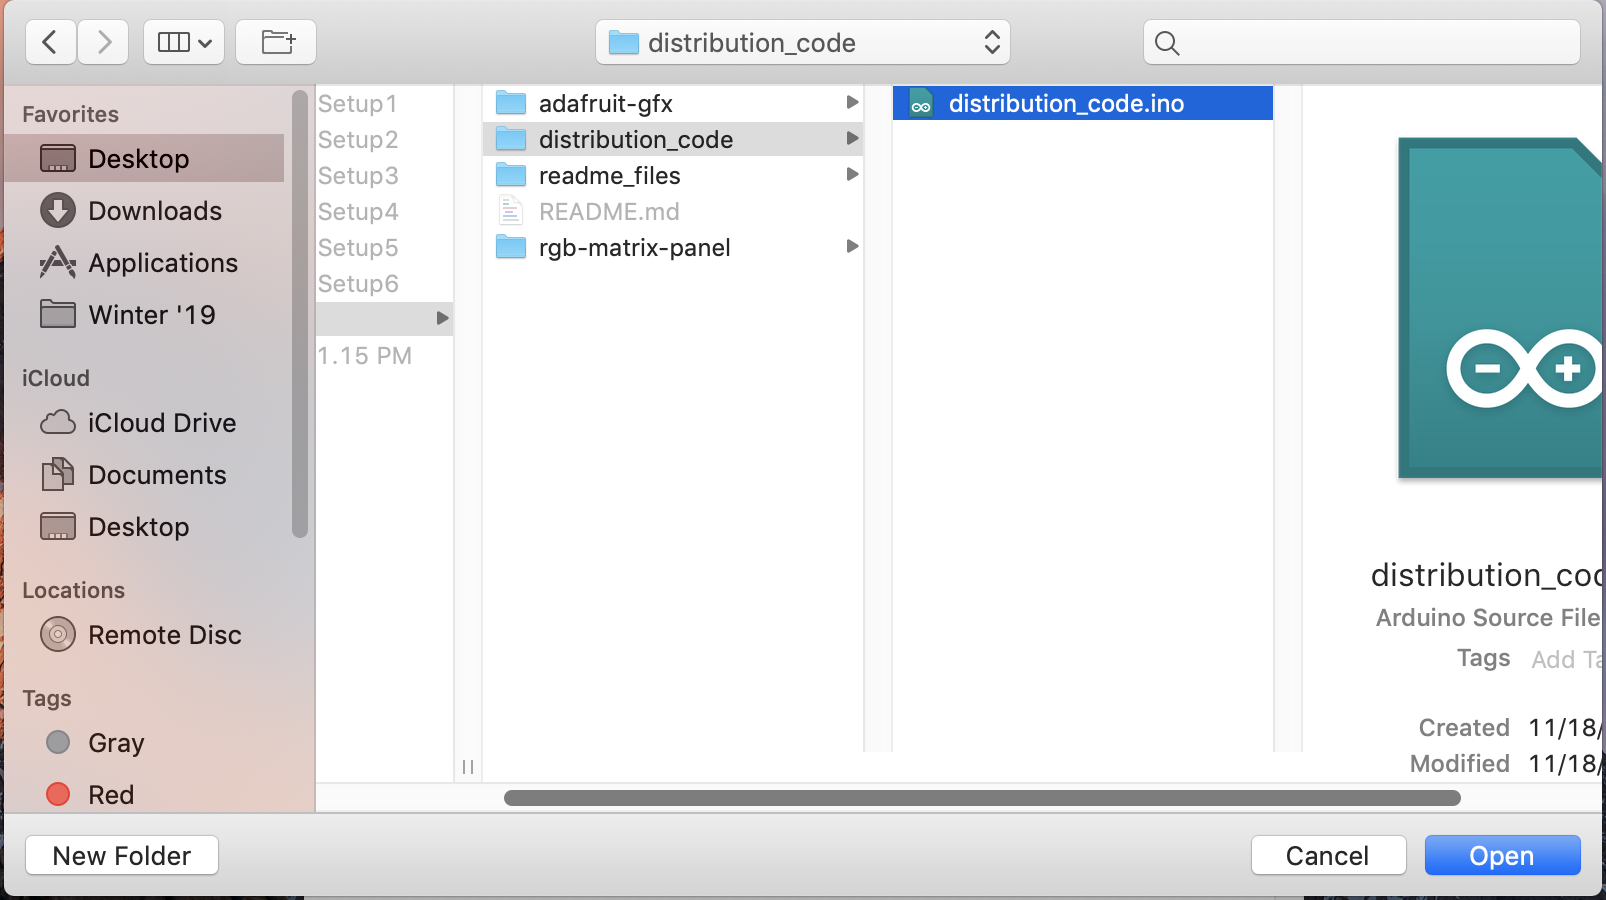 distribution_code
Favorites
Desktop
Downloads
Applications
Winter '19
iCloud
iCloud Drive
Documents
Desktop
Locations
Remote Disc
Tags
Gray
Red
Setup1
Setup2
Setup3
Setup4
Setup5
Setup6
1.15 PM
adafruit-gfx
distribution_code
readme_files
README.md
rgb-matrix-panel
distribution_code.ino
distribution_cod
Arduino Source File
Tags Add Ta
Created 11/18/
Modified 11/18/
New Folder
Cancel
Open